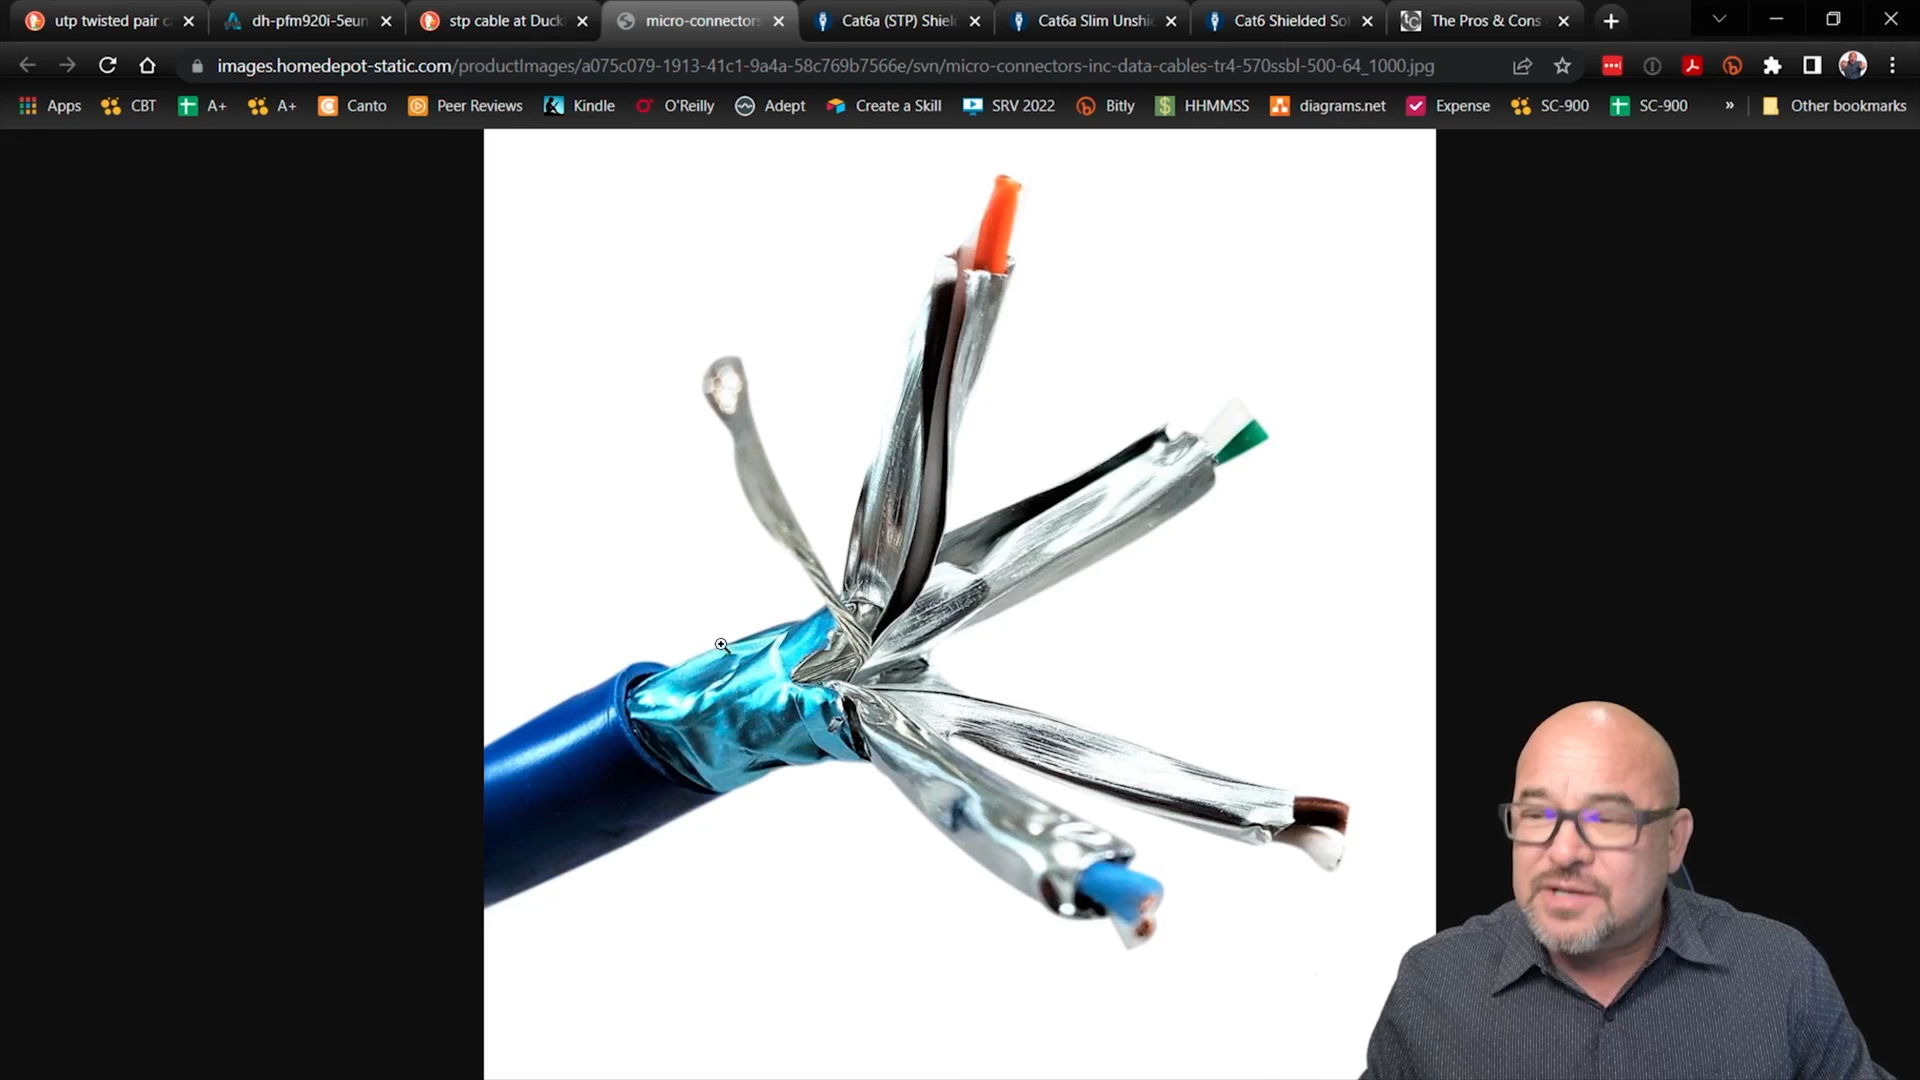 utp twisted pair c
dh-pfm920i-5eun
stp cable at Duckl
micro-connectors
Cat6a (STP) Shiel
Cat6a Slim Unshi
Cat6 Shielded Sol
The Pros & Cons
images.homedepot-static.com/productImages/a075c079-1913-41c1-9a4a-58c769b7566e/svn/micro-connectors-inc-data-cables-tr4-570ssbl-500-64_1000.jpg
Apps
CBT
A+
A+
Canto
Peer Reviews
Kindle
O'Reilly
Adept
Create a Skill
SRV 2022
Bitly
HHMMSS
diagrams.net
Expense
SC-900
SC-900
»
Other bookmarks